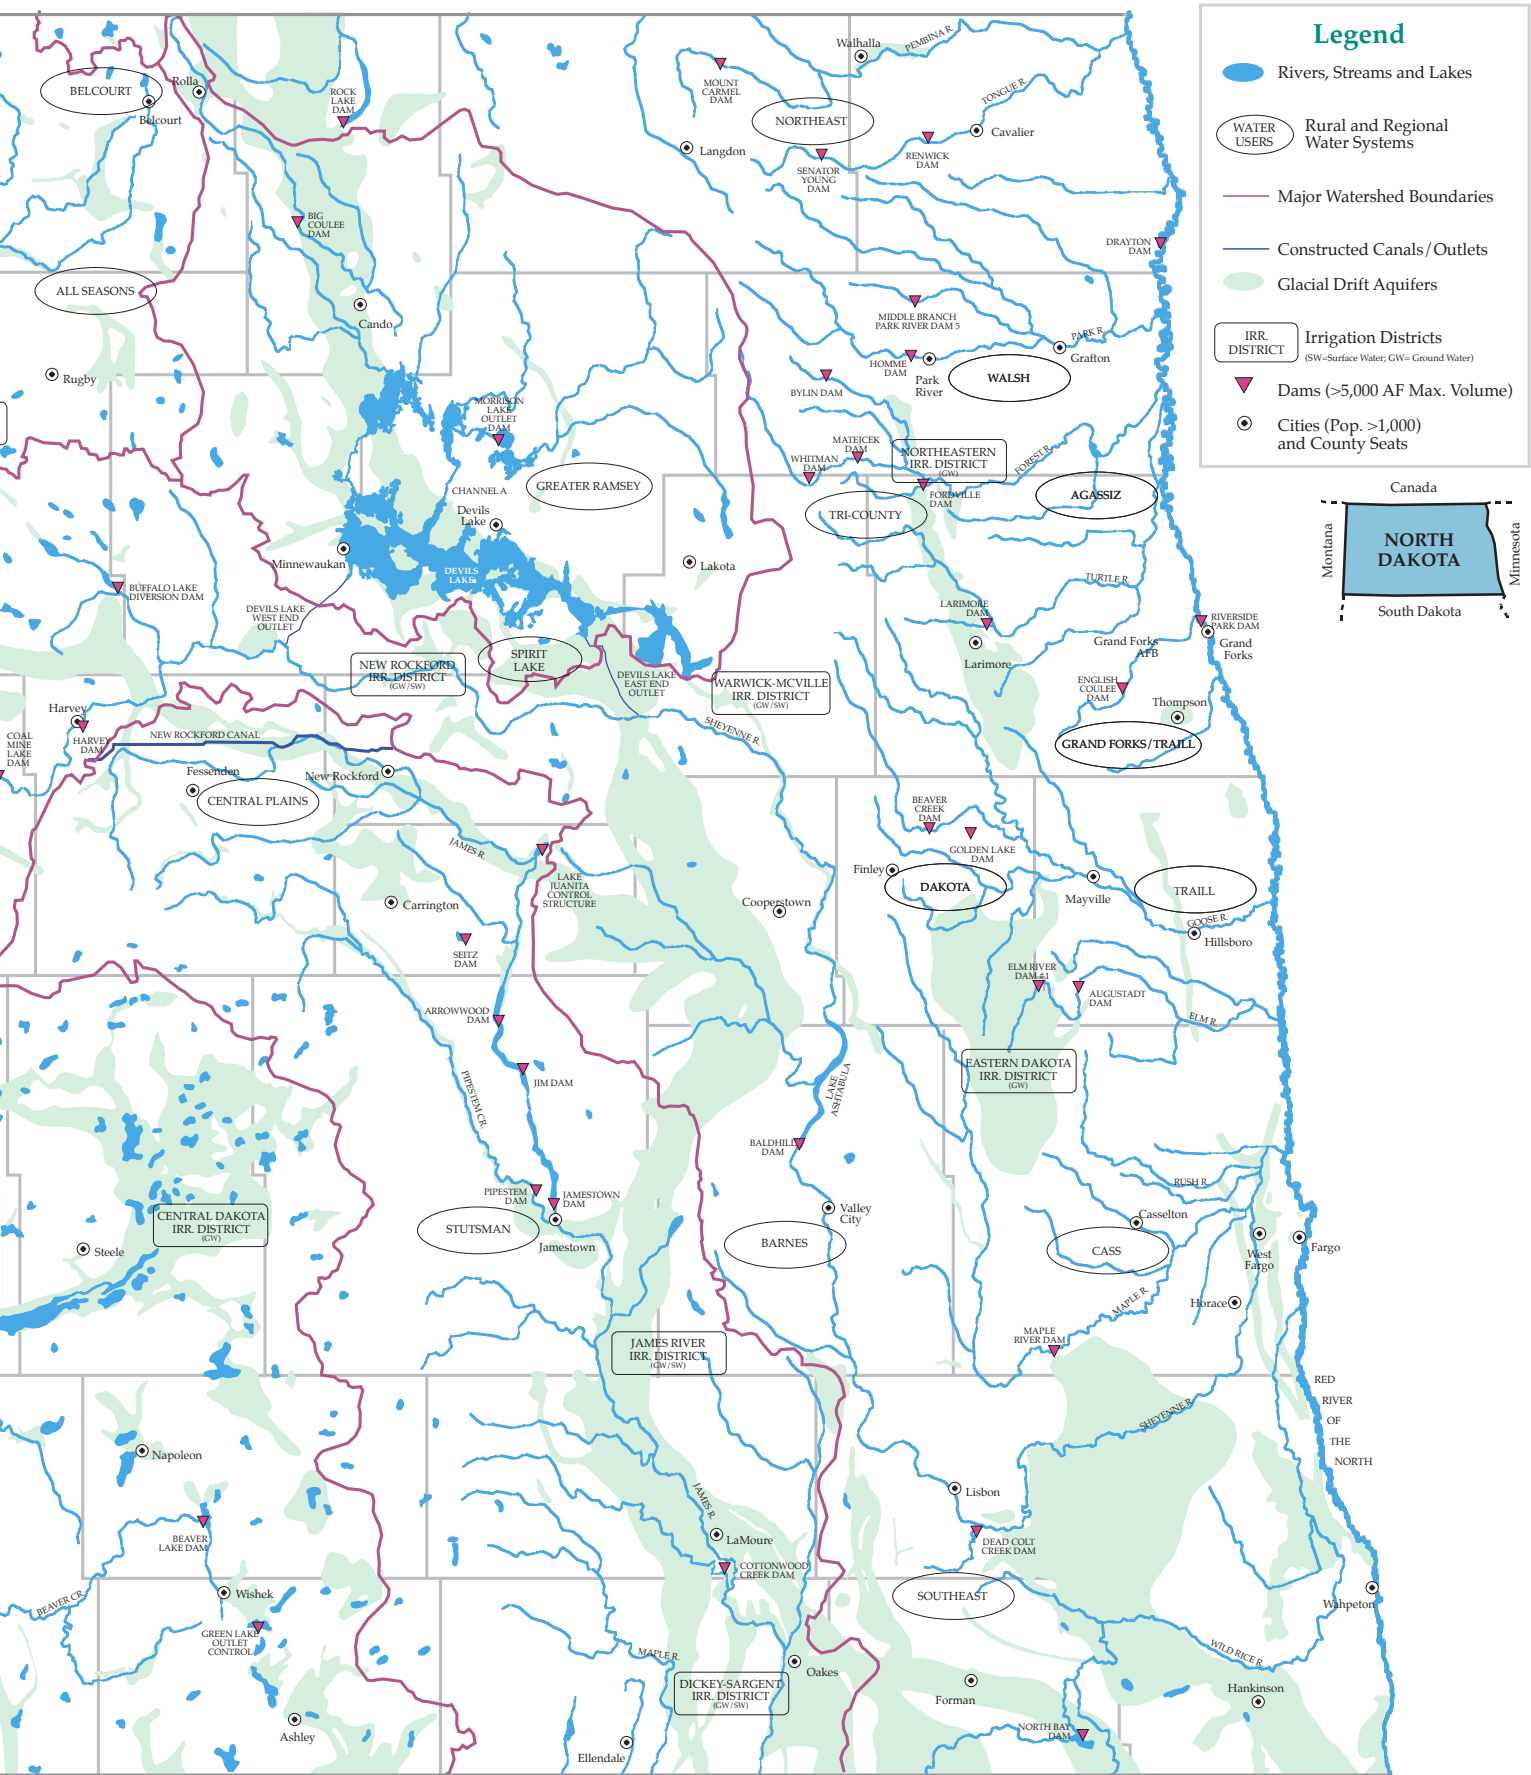 Legend
Rivers, Streams and Lakes
WATER
USERS
Rural and Regional
Water Systems
Major Watershed Boundaries
Constructed Canals/Outlets
Glacial Drift Aquifers
IRR.
DISTRICT
Irrigation Districts
(SW=Surface Water; GW= Ground Water)
Dams (>5,000 AF Max. Volume)
Cities (Pop. >1,000)
and County Seats
Canada
Montana
NORTH
DAKOTA
Minnesota
South Dakota
BELCOURT
Rolla
Belcourt
ROCK
LAKE
DAM
MOUNT
CARMEL
DAM
Walhalla
PEMBINA R.
NORTHEAST
TONGUE R.
Cavalier
Langdon
RENWICK
DAM
SENATOR
YOUNG
DAM
BIG
COULEE
DAM
DRAYTON
DAM
ALL SEASONS
Cando
MIDDLE BRANCH
PARK RIVER DAM 5
PARK R.
Grafton
HOMME
DAM
Park
River
WALSH
Rugby
BYLIN DAM
MORRISON
LAKE
OUTLET
DAM
MATEJCEK
DAM
WHITMAN
DAM
NORTHEASTERN
IRR. DISTRICT
(GW)
FOREST R.
FORDVILLE
DAM
AGASSIZ
TRI-COUNTY
GREATER RAMSEY
CHANNEL A
Devils
Lake
Minnewaukan
DEVILS
LAKE
Lakota
BUFFALO LAKE
DIVERSION DAM
DEVILS LAKE
WEST END
OUTLET
TURTLE R.
LARIMORE
DAM
Larimore
RIVERSIDE
PARK DAM
Grand
Forks
Grand Forks
AFB
ENGLISH
COULEE
DAM
Thompson
GRAND FORKS/TRAILL
NEW ROCKFORD
IRR. DISTRICT
(GW/SW)
SPIRIT
LAKE
DEVILS LAKE
EAST END
OUTLET
WARWICK-MCVILLE
IRR. DISTRICT
(GW/SW)
SHEYENNE R.
Harvey
HARVEY
DAM
COAL
MINE
LAKE
DAM
NEW ROCKFORD CANAL
Fessenden
New Rockford
CENTRAL PLAINS
JAMES R.
BEAVER
CREEK
DAM
GOLDEN LAKE
DAM
Finley
DAKOTA
Mayville
TRAILL
GOOSE R.
Hillsboro
LAKE
JUANITA
CONTROL
STRUCTURE
Carrington
Cooperstown
SEITZ
DAM
ELM RIVER
DAM #1
AUGUSTADT
DAM
ELM R.
ARROWWOOD
DAM
EASTERN DAKOTA
IRR. DISTRICT
(GW)
JIM DAM
PIPESTEM CR.
LAKE
ASHTABULA
BALDHILL
DAM
PIPESTEM
DAM
JAMESTOWN
DAM
Jamestown
STUTSMAN
Valley
City
BARNES
RUSH R.
Casselton
CASS
West
Fargo
Fargo
Horace
MAPLE R.
MAPLE
RIVER DAM
CENTRAL DAKOTA
IRR. DISTRICT
(GW)
Steele
JAMES RIVER
IRR. DISTRICT
(GW/SW)
RED
RIVER
OF
THE
NORTH
SHEYENNE R.
Napoleon
Lisbon
JAMES R.
LaMoure
BEAVER
LAKE DAM
DEAD COLT
CREEK DAM
COTTONWOOD
CREEK DAM
BEAVER CR.
Wishek
SOUTHEAST
Wahpeton
GREEN LAKE
OUTLET
CONTROL
MAPLE R.
WILD RICE R.
DICKEY-SARGENT
IRR. DISTRICT
(GW/SW)
Oakes
Forman
Hankinson
NORTH BAY
DAM
Ashley
Ellendale